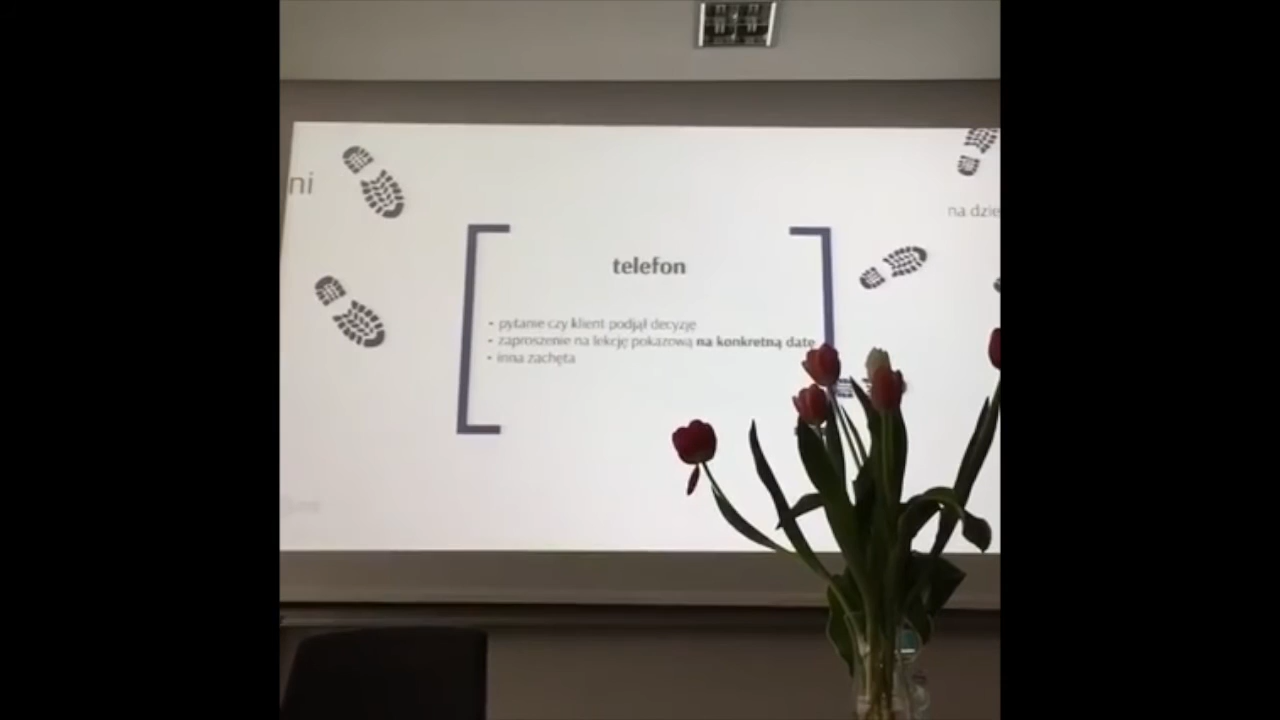 ni
na dzie
telefon
• pytanie czy klient podjął decyzję
• zaproszenie na lekcję pokazową na konkretną datę
• inna zachęta